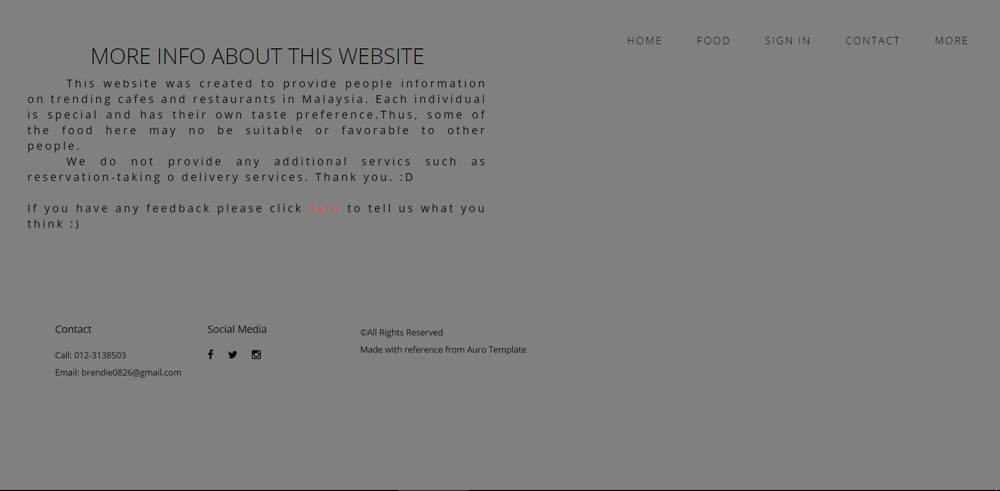 HOME FOOD SIGN IN CONTACT MORE
MORE INFO ABOUT THIS WEBSITE
This website was created to provide people information
on trending cafes and restaurants in Malaysia. Each individual
is special and has their own taste preference.Thus, some of
the food here may no be suitable or favorable to other
people.
We do not provide any additional servics such as
reservation-taking o delivery services. Thank you. :D
If you have any feedback please click here to tell us what you
think :)
Contact
Call: 012-3138503
Email: brendie0826@gmail.com
Social Media
©All Rights Reserved
Made with reference from Auro Template